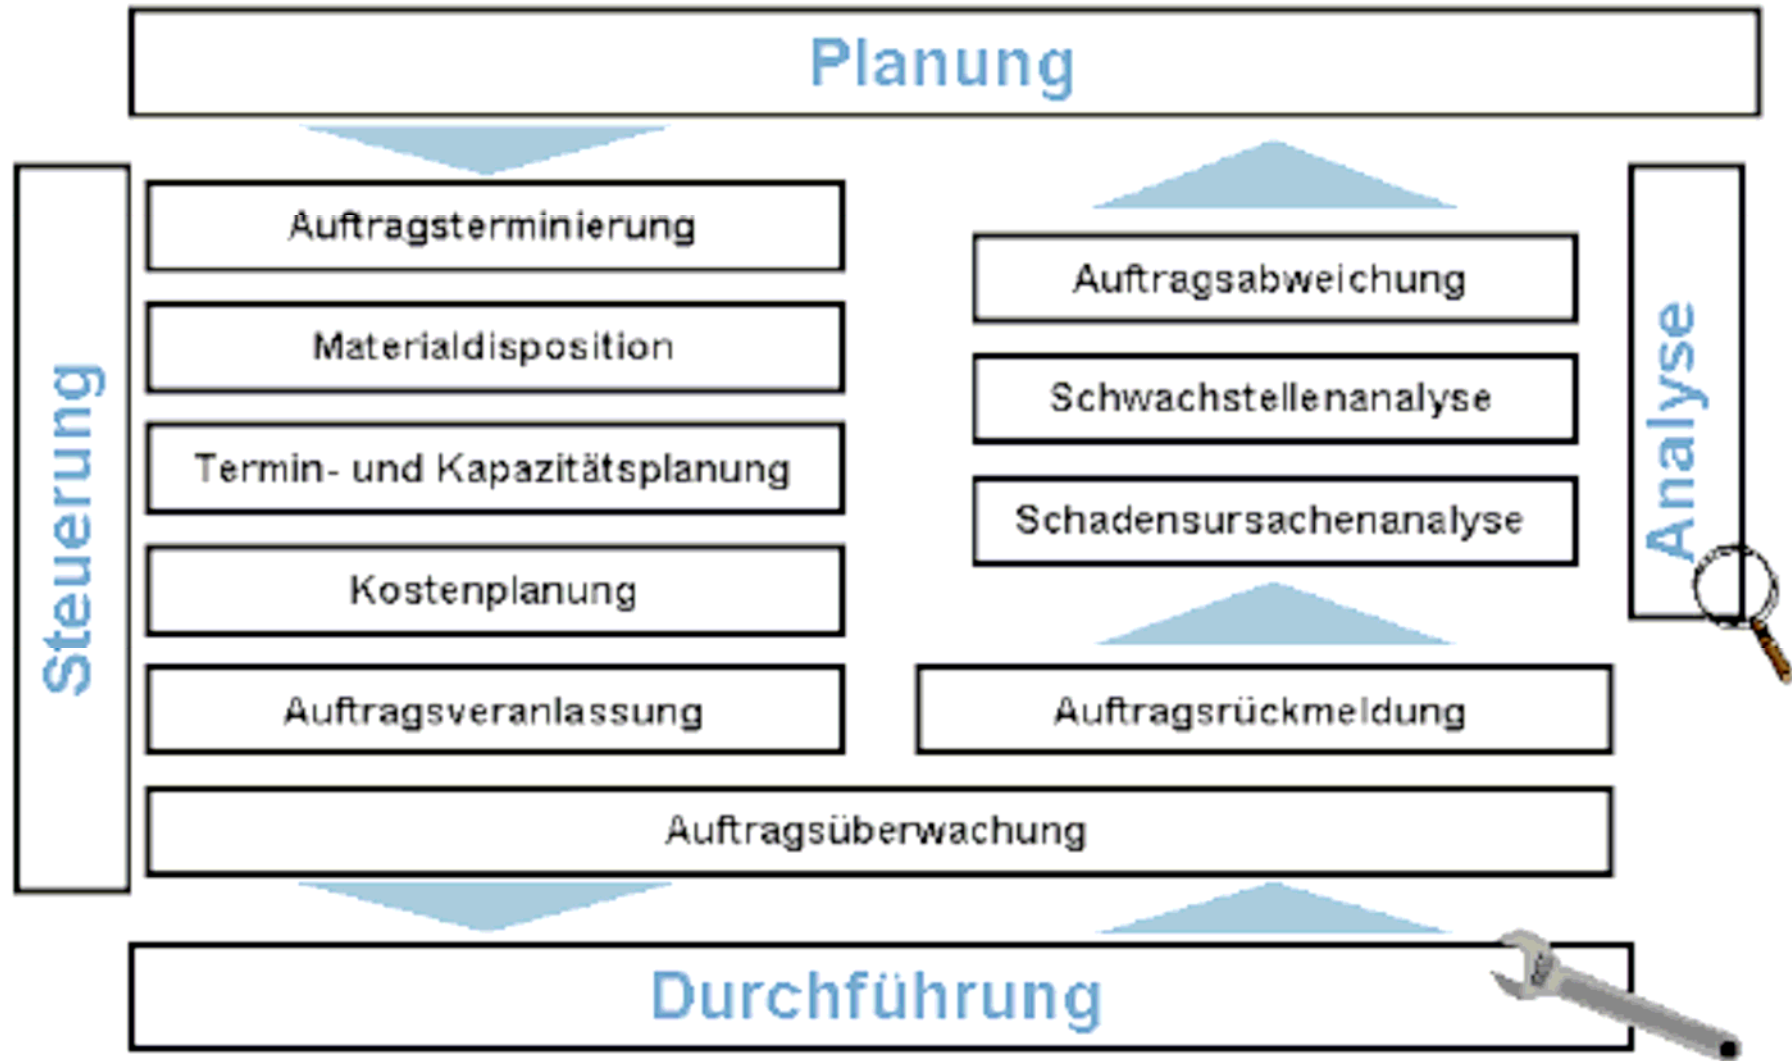 Planung
Steuerung
Auftragsterminierung
Materialdisposition
Termin- und Kapazitätsplanung
Kostenplanung
Auftragsveranlassung
Auftragsabweichung
Schwachstellenanalyse
Schadensursachenanalyse
Auftragsrückmeldung
Analyse
Auftragsüberwachung
Durchführung